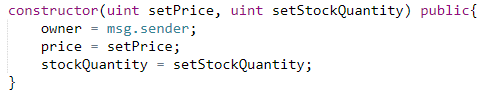 constructor(uint setPrice, uint setStockQuantity) public{
    owner = msg.sender;
    price = setPrice;
    stockQuantity = setStockQuantity;
}